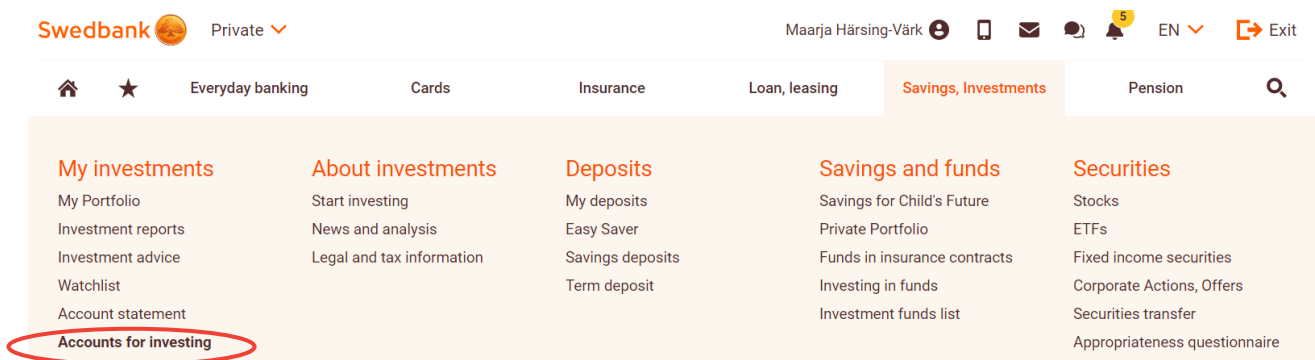 Swedbank Private Maarja Härsing-Värk 5 EN Exit
Everyday banking Cards Insurance Loan, leasing Savings, Investments Pension
My investments
My Portfolio
Investment reports
Investment advice
Watchlist
Account statement
Accounts for investing
About investments
Start investing
News and analysis
Legal and tax information
Deposits
My deposits
Easy Saver
Savings deposits
Term deposit
Savings and funds
Savings for Child's Future
Private Portfolio
Funds in insurance contracts
Investing in funds
Investment funds list
Securities
Stocks
ETFs
Fixed income securities
Corporate Actions, Offers
Securities transfer
Appropriateness questionnaire